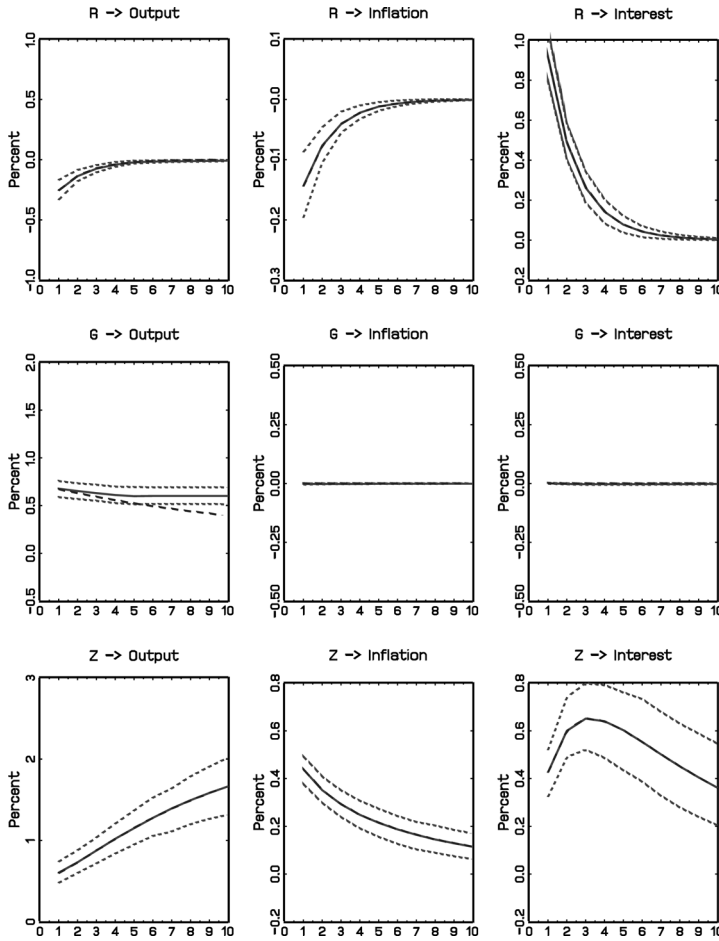 R -> Output
Percent
1.0
0.5
0.0
-0.5
-1.0
0 1 2 3 4 5 6 7 8 9 10
R -> Inflation
Percent
0.1
-0.0
-0.1
-0.2
-0.3
0 1 2 3 4 5 6 7 8 9 10
R -> Interest
Percent
1.0
0.8
0.6
0.4
0.2
0.0
-0.2
0 1 2 3 4 5 6 7 8 9 10
G -> Output
Percent
2.0
1.5
1.0
0.5
0.0
-0.5
0 1 2 3 4 5 6 7 8 9 10
G -> Inflation
Percent
0.50
0.25
0.00
-0.25
-0.50
0 1 2 3 4 5 6 7 8 9 10
G -> Interest
Percent
0.50
0.25
0.00
-0.25
-0.50
0 1 2 3 4 5 6 7 8 9 10
Z -> Output
Percent
3
2
1
0
0 1 2 3 4 5 6 7 8 9 10
Z -> Inflation
Percent
0.8
0.6
0.4
0.2
0.0
-0.2
0 1 2 3 4 5 6 7 8 9 10
Z -> Interest
Percent
0.8
0.6
0.4
0.2
0.0
-0.2
0 1 2 3 4 5 6 7 8 9 10